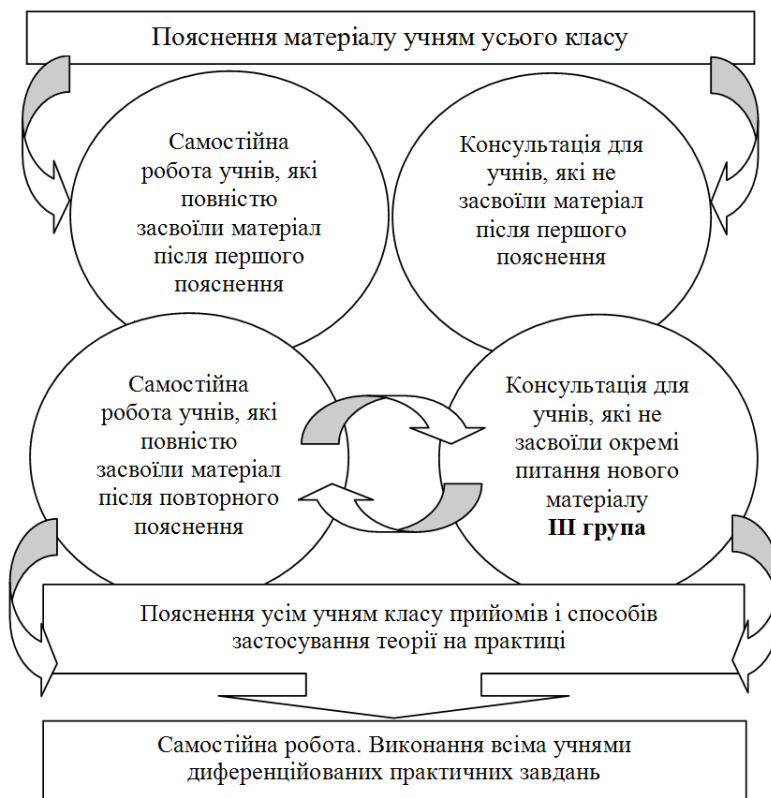 Пояснення матеріалу учням усього класу
Самостійна
робота учнів, які
повністю
засвоїли матеріал
після першого
пояснення
Консультація для
учнів, які не
засвоїли матеріал
після першого
пояснення
Самостійна
робота учнів, які
повністю
засвоїли матеріал
після повторного
пояснення
Консультація для
учнів, які не
засвоїли окремі
питання нового
матеріалу
ІІІ група
Пояснення усім учням класу прийомів і способів
застосування теорії на практиці
Самостійна робота. Виконання всіма учнями
диференційованих практичних завдань